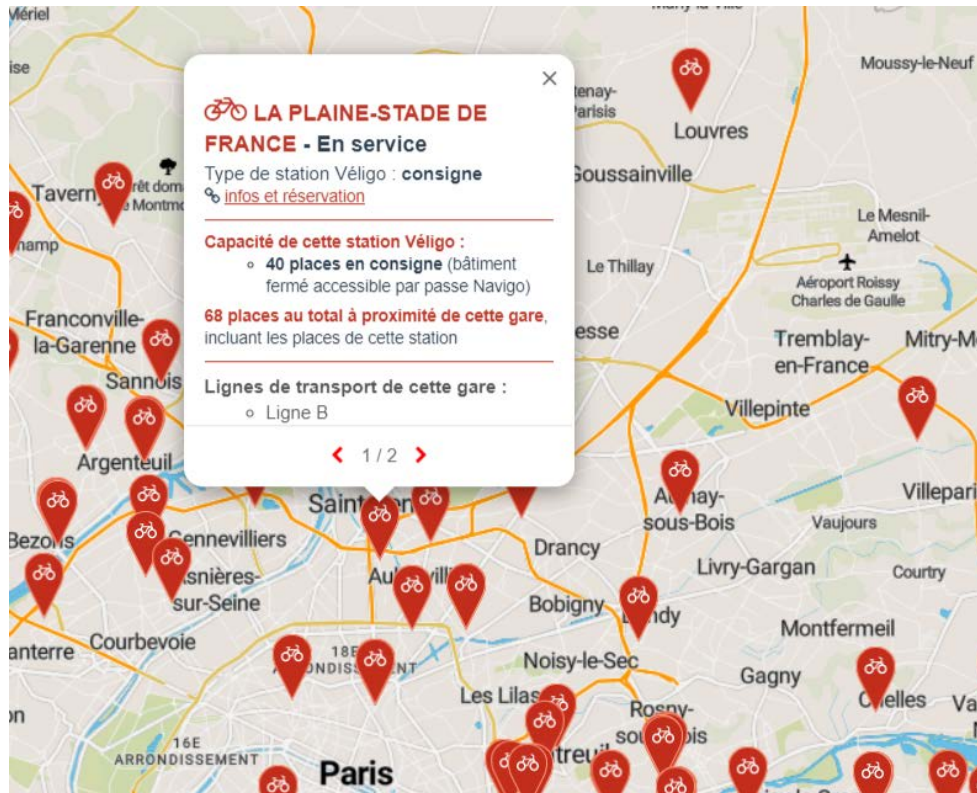 Mériel
Moussy-le-Neuf
Louvres
LA PLAINE-STADE DE
FRANCE - En service
Type de station Véligo : consigne
infos et réservation
Capacité de cette station Véligo :
40 places en consigne (bâtiment
fermé accessible par passe Navigo)
68 places au total à proximité de cette gare,
incluant les places de cette station
Lignes de transport de cette gare :
Ligne B
1 / 2
Taverny
Goussainville
Le Mesnil-
Amelot
Le Thillay
Aéroport Roissy
Charles de Gaulle
Franconville-
la-Garenne
Sannois
Tremblay-
en-France
Villepinte
Argenteuil
Bezons
Gennevilliers
sous-Bois
Vaujours
Drancy
Livry-Gargan
Courtry
sur-Seine
Bobigny
Montfermeil
Courbevoie
18E
Noisy-le-Sec
Gagny
Les Lilas
Rosny-
16E
ARRONDISSEMENT
Paris